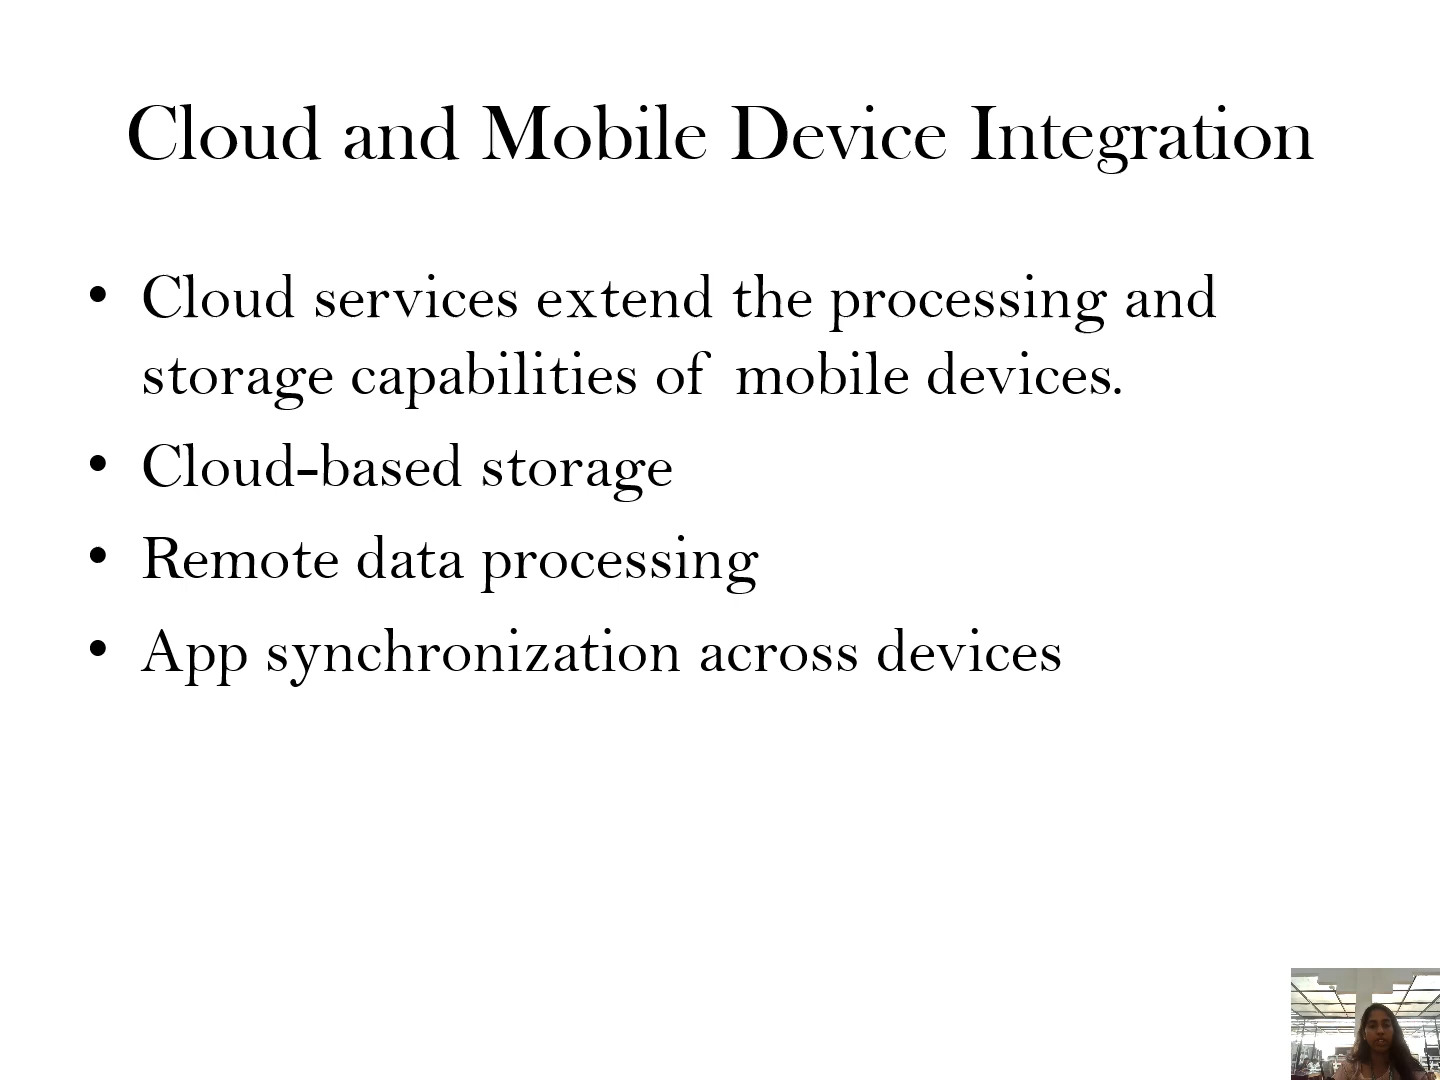 Cloud and Mobile Device Integration
• Cloud services extend the processing and
storage capabilities of mobile devices.
• Cloud-based storage
• Remote data processing
• App synchronization across devices